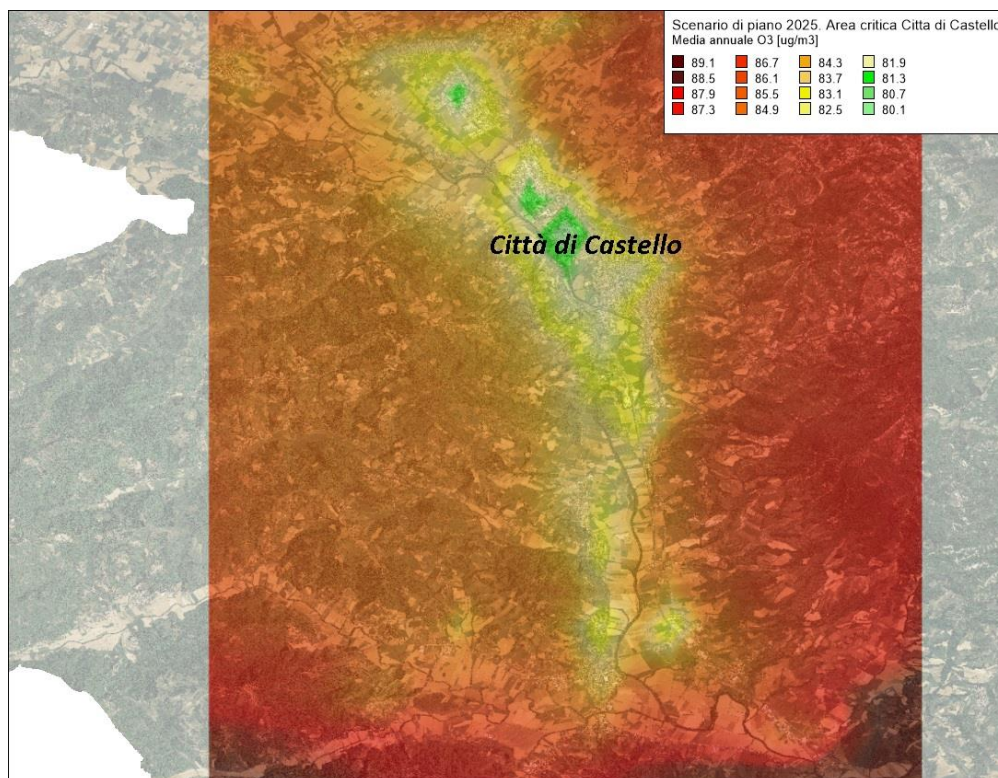 Scenario di piano 2025. Area critica Citta di Castello
Media annuale O3 [ug/m3]
89.1 86.7 84.3 81.9
88.5 86.1 83.7 81.3
87.9 85.5 83.1 80.7
87.3 84.9 82.5 80.1
Città di Castello